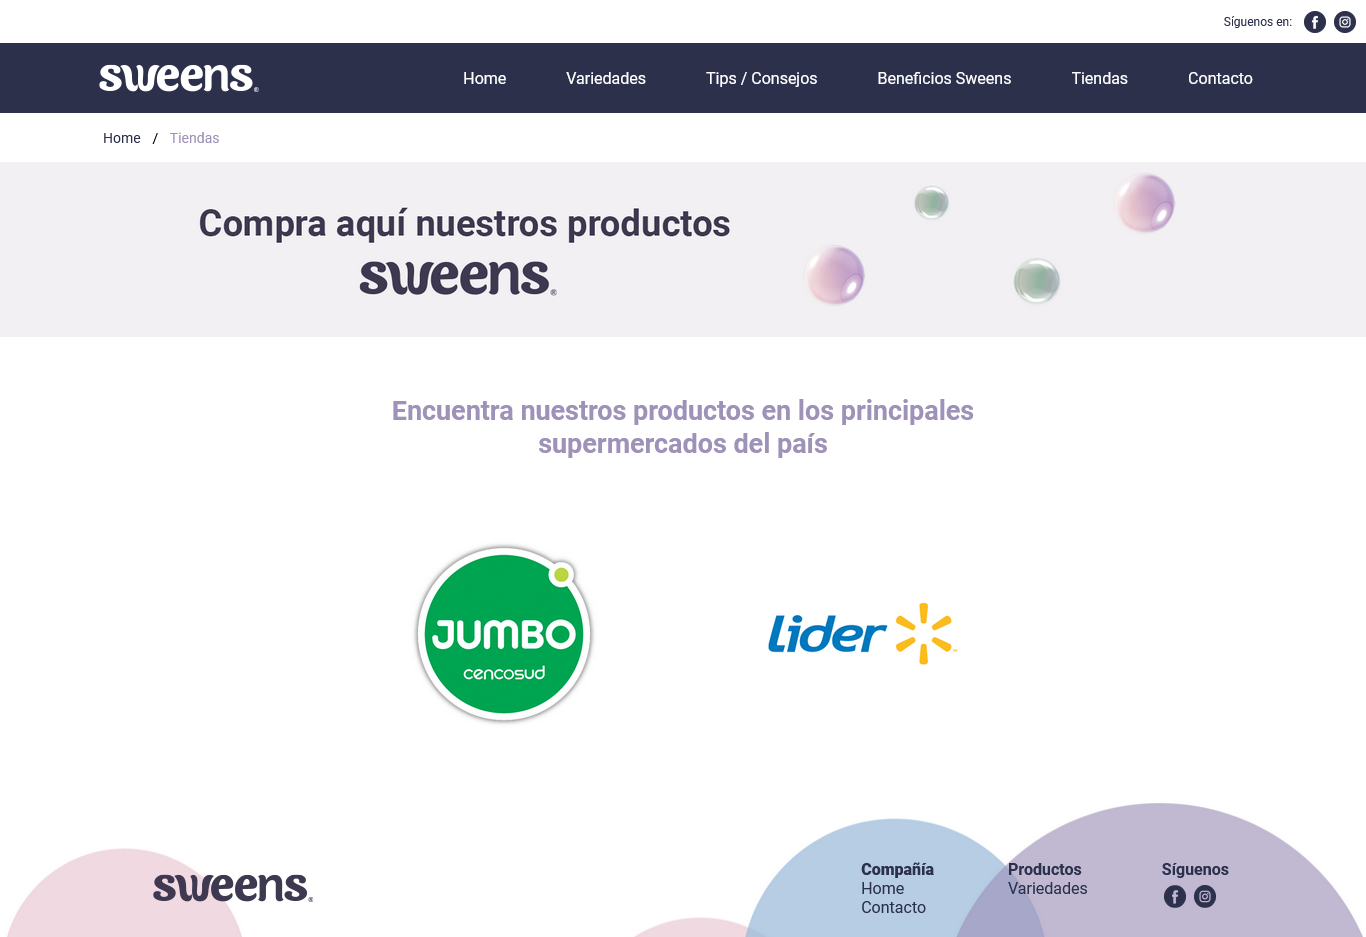 Síguenos en:
sweens®
Home
Variedades
Tips / Consejos
Beneficios Sweens
Tiendas
Contacto
Home / Tiendas
Compra aquí nuestros productos
sweens®
Encuentra nuestros productos en los principales
supermercados del país
JUMBO
cencosud
Lider
sweens®
Compañía
Home
Contacto
Productos
Variedades
Síguenos